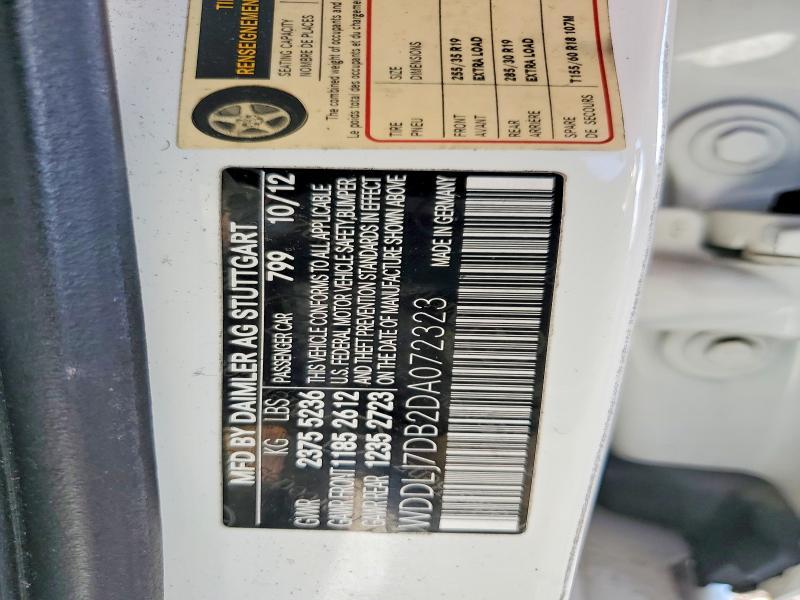 TI
RENSEIGNEMEN
SEATING CAPACITY
NOMBRE DE PLACES
The combined weight of occupants and
Le poids total des occupants et du chargeme
TIRE SIZE
PNEU DIMENSIONS
FRONT 255/35 R19
AVANT EXTRA LOAD
REAR 285/30 R19
ARRIÈRE EXTRA LOAD
SPARE T155/60 R18 107M
DE SECOURS
MFD BY DAIMLER AG STUTTGART
KG LBS PASSENGER CAR 799 10/12
GVWR 2375 5236 THIS VEHICLE CONFORMS TO ALL APPLICABLE
GAWR FRONT 1185 2612 U.S. FEDERAL MOTOR VEHICLE SAFETY, BUMPER
GAWR REAR 1235 2723 AND THEFT PREVENTION STANDARDS IN EFFECT
ON THE DATE OF MANUFACTURE SHOWN ABOVE
WDDLJ7DB2DA072323 MADE IN GERMANY